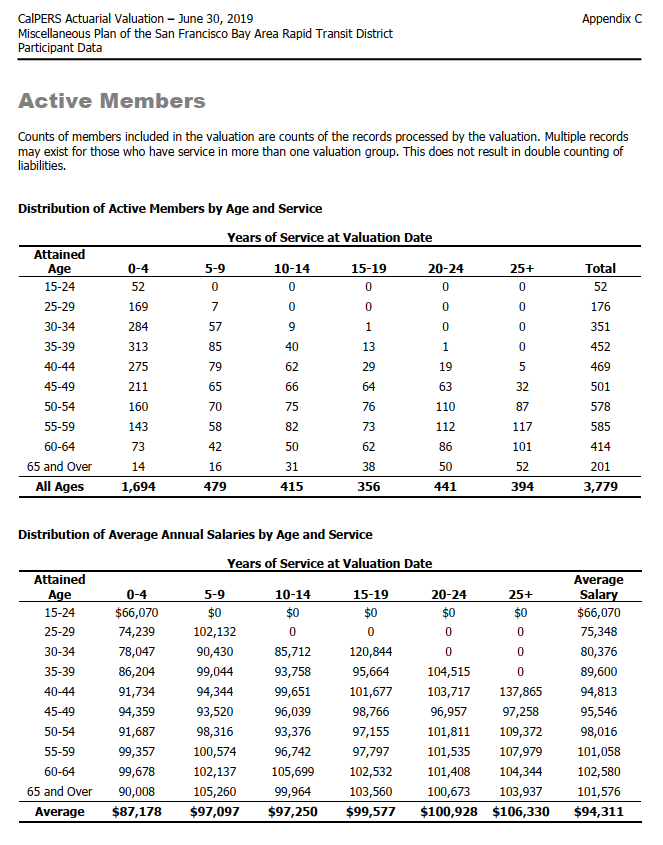 CalPERS Actuarial Valuation – June 30, 2019 Appendix C
Miscellaneous Plan of the San Francisco Bay Area Rapid Transit District
Participant Data
Active Members
Counts of members included in the valuation are counts of the records processed by the valuation. Multiple records
may exist for those who have service in more than one valuation group. This does not result in double counting of
liabilities.
Distribution of Active Members by Age and Service
Years of Service at Valuation Date
Attained
Age 0-4 5-9 10-14 15-19 20-24 25+ Total
15-24 52 0 0 0 0 0 52
25-29 169 7 0 0 0 0 176
30-34 284 57 9 1 0 0 351
35-39 313 85 40 13 1 0 452
40-44 275 79 62 29 19 5 469
45-49 211 65 66 64 63 32 501
50-54 160 70 75 76 110 87 578
55-59 143 58 82 73 112 117 585
60-64 73 42 50 62 86 101 414
65 and Over 14 16 31 38 50 52 201
All Ages 1,694 479 415 356 441 394 3,779
Distribution of Average Annual Salaries by Age and Service
Years of Service at Valuation Date
Attained Average
Age 0-4 5-9 10-14 15-19 20-24 25+ Salary
15-24 $66,070 $0 $0 $0 $0 $0 $66,070
25-29 74,239 102,132 0 0 0 0 75,348
30-34 78,047 90,430 85,712 120,844 0 0 80,376
35-39 86,204 99,044 93,758 95,664 104,515 0 89,600
40-44 91,734 94,344 99,651 101,677 103,717 137,865 94,813
45-49 94,359 93,520 96,039 98,766 96,957 97,258 95,546
50-54 91,687 98,316 93,376 97,155 101,811 109,372 98,016
55-59 99,357 100,574 96,742 97,797 101,535 107,979 101,058
60-64 99,678 102,137 105,699 102,532 101,408 104,344 102,580
65 and Over 90,008 105,260 99,964 103,560 100,673 103,937 101,576
Average $87,178 $97,097 $97,250 $99,577 $100,928 $106,330 $94,311